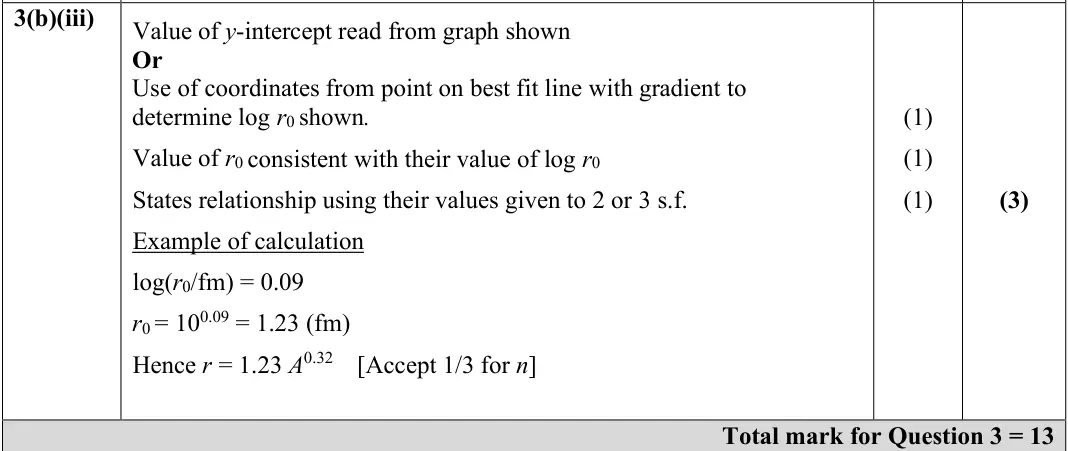 3(b)(iii)
Value of y-intercept read from graph shown
Or
Use of coordinates from point on best fit line with gradient to
determine log r₀ shown. (1)
Value of r₀ consistent with their value of log r₀ (1)
States relationship using their values given to 2 or 3 s.f. (1) (3)
Example of calculation
log(r₀/fm) = 0.09
r₀ = 10⁰·⁰⁹ = 1.23 (fm)
Hence r = 1.23 A⁰·³² [Accept 1/3 for n]
Total mark for Question 3 = 13